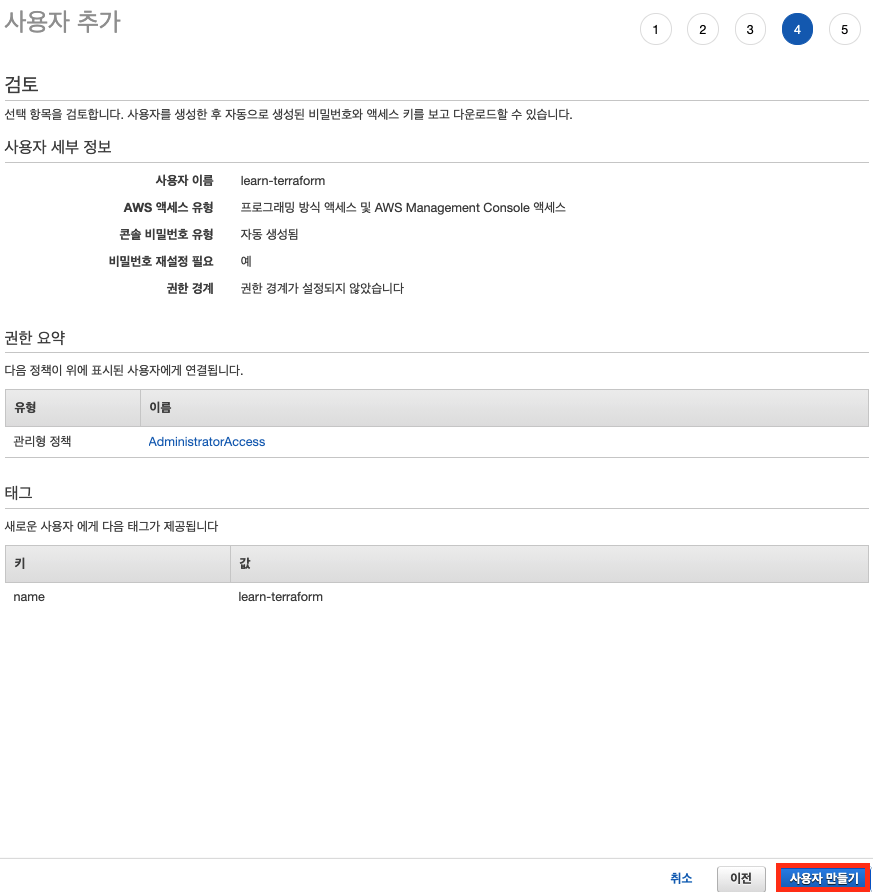 사용자 추가
1 2 3 4 5
검토
선택 항목을 검토합니다. 사용자를 생성한 후 자동으로 생성된 비밀번호와 액세스 키를 보고 다운로드할 수 있습니다.
사용자 세부 정보
사용자 이름 learn-terraform
AWS 액세스 유형 프로그래밍 방식 액세스 및 AWS Management Console 액세스
콘솔 비밀번호 유형 자동 생성됨
비밀번호 재설정 필요 예
권한 경계 권한 경계가 설정되지 않았습니다
권한 요약
다음 정책이 위에 표시된 사용자에게 연결됩니다.
유형 이름
관리형 정책 AdministratorAccess
태그
새로운 사용자 에게 다음 태그가 제공됩니다
키 값
name learn-terraform
취소 이전 사용자 만들기